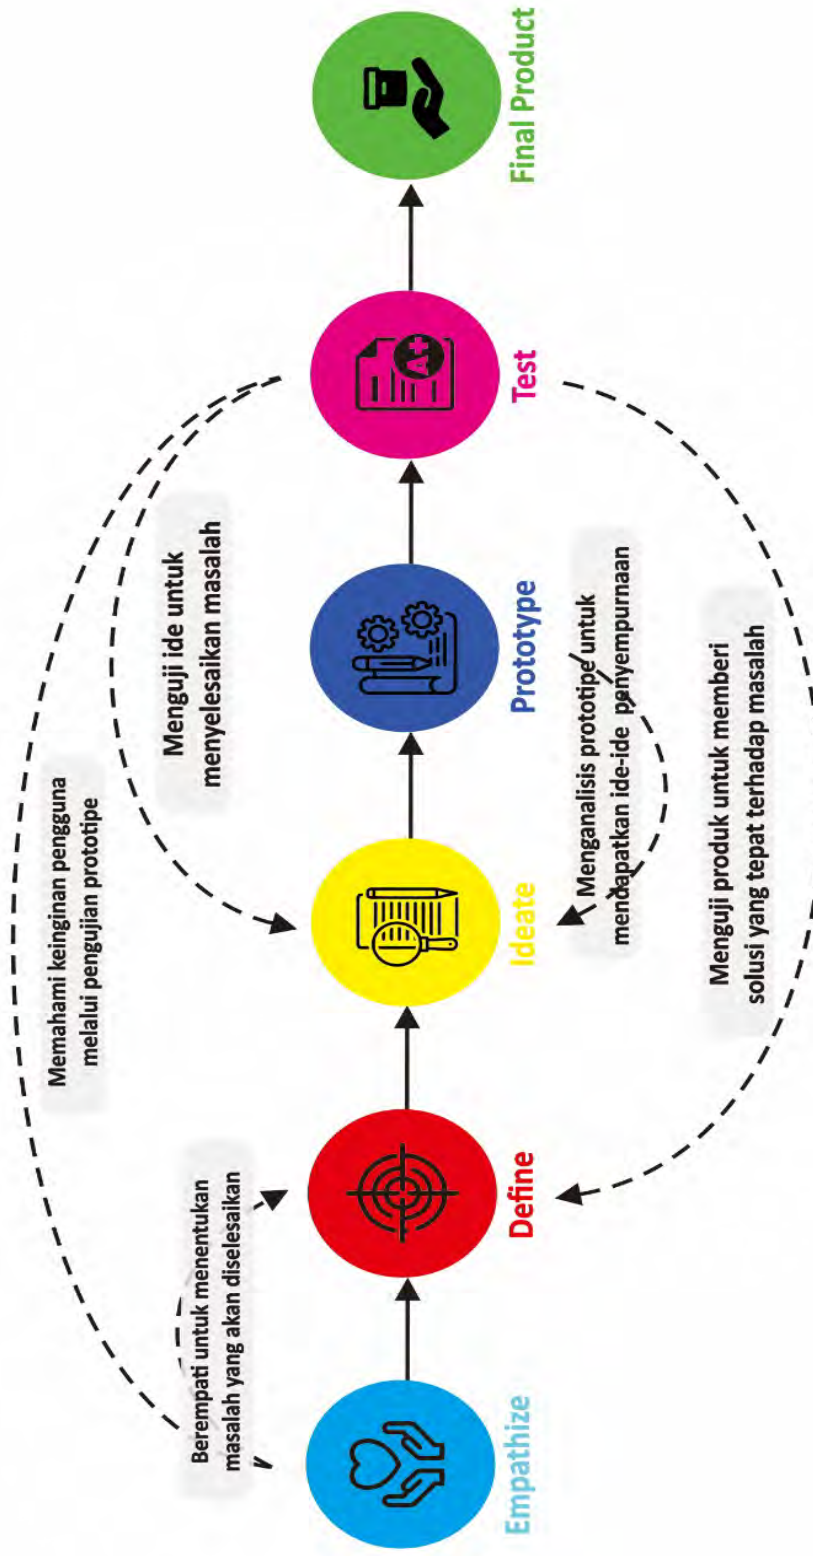 Memahami keinginan pengguna
melalui pengujian prototipe
Berempati untuk menentukan
masalah yang akan diselesaikan
Menguji ide untuk
menyelesaikan masalah
A+
Empathize
Define
Ideate
Prototype
Test
Final Product
Menganalisis prototipe untuk
mendapatkan ide-ide penyempurnaan
Menguji produk untuk memberi
solusi yang tepat terhadap masalah